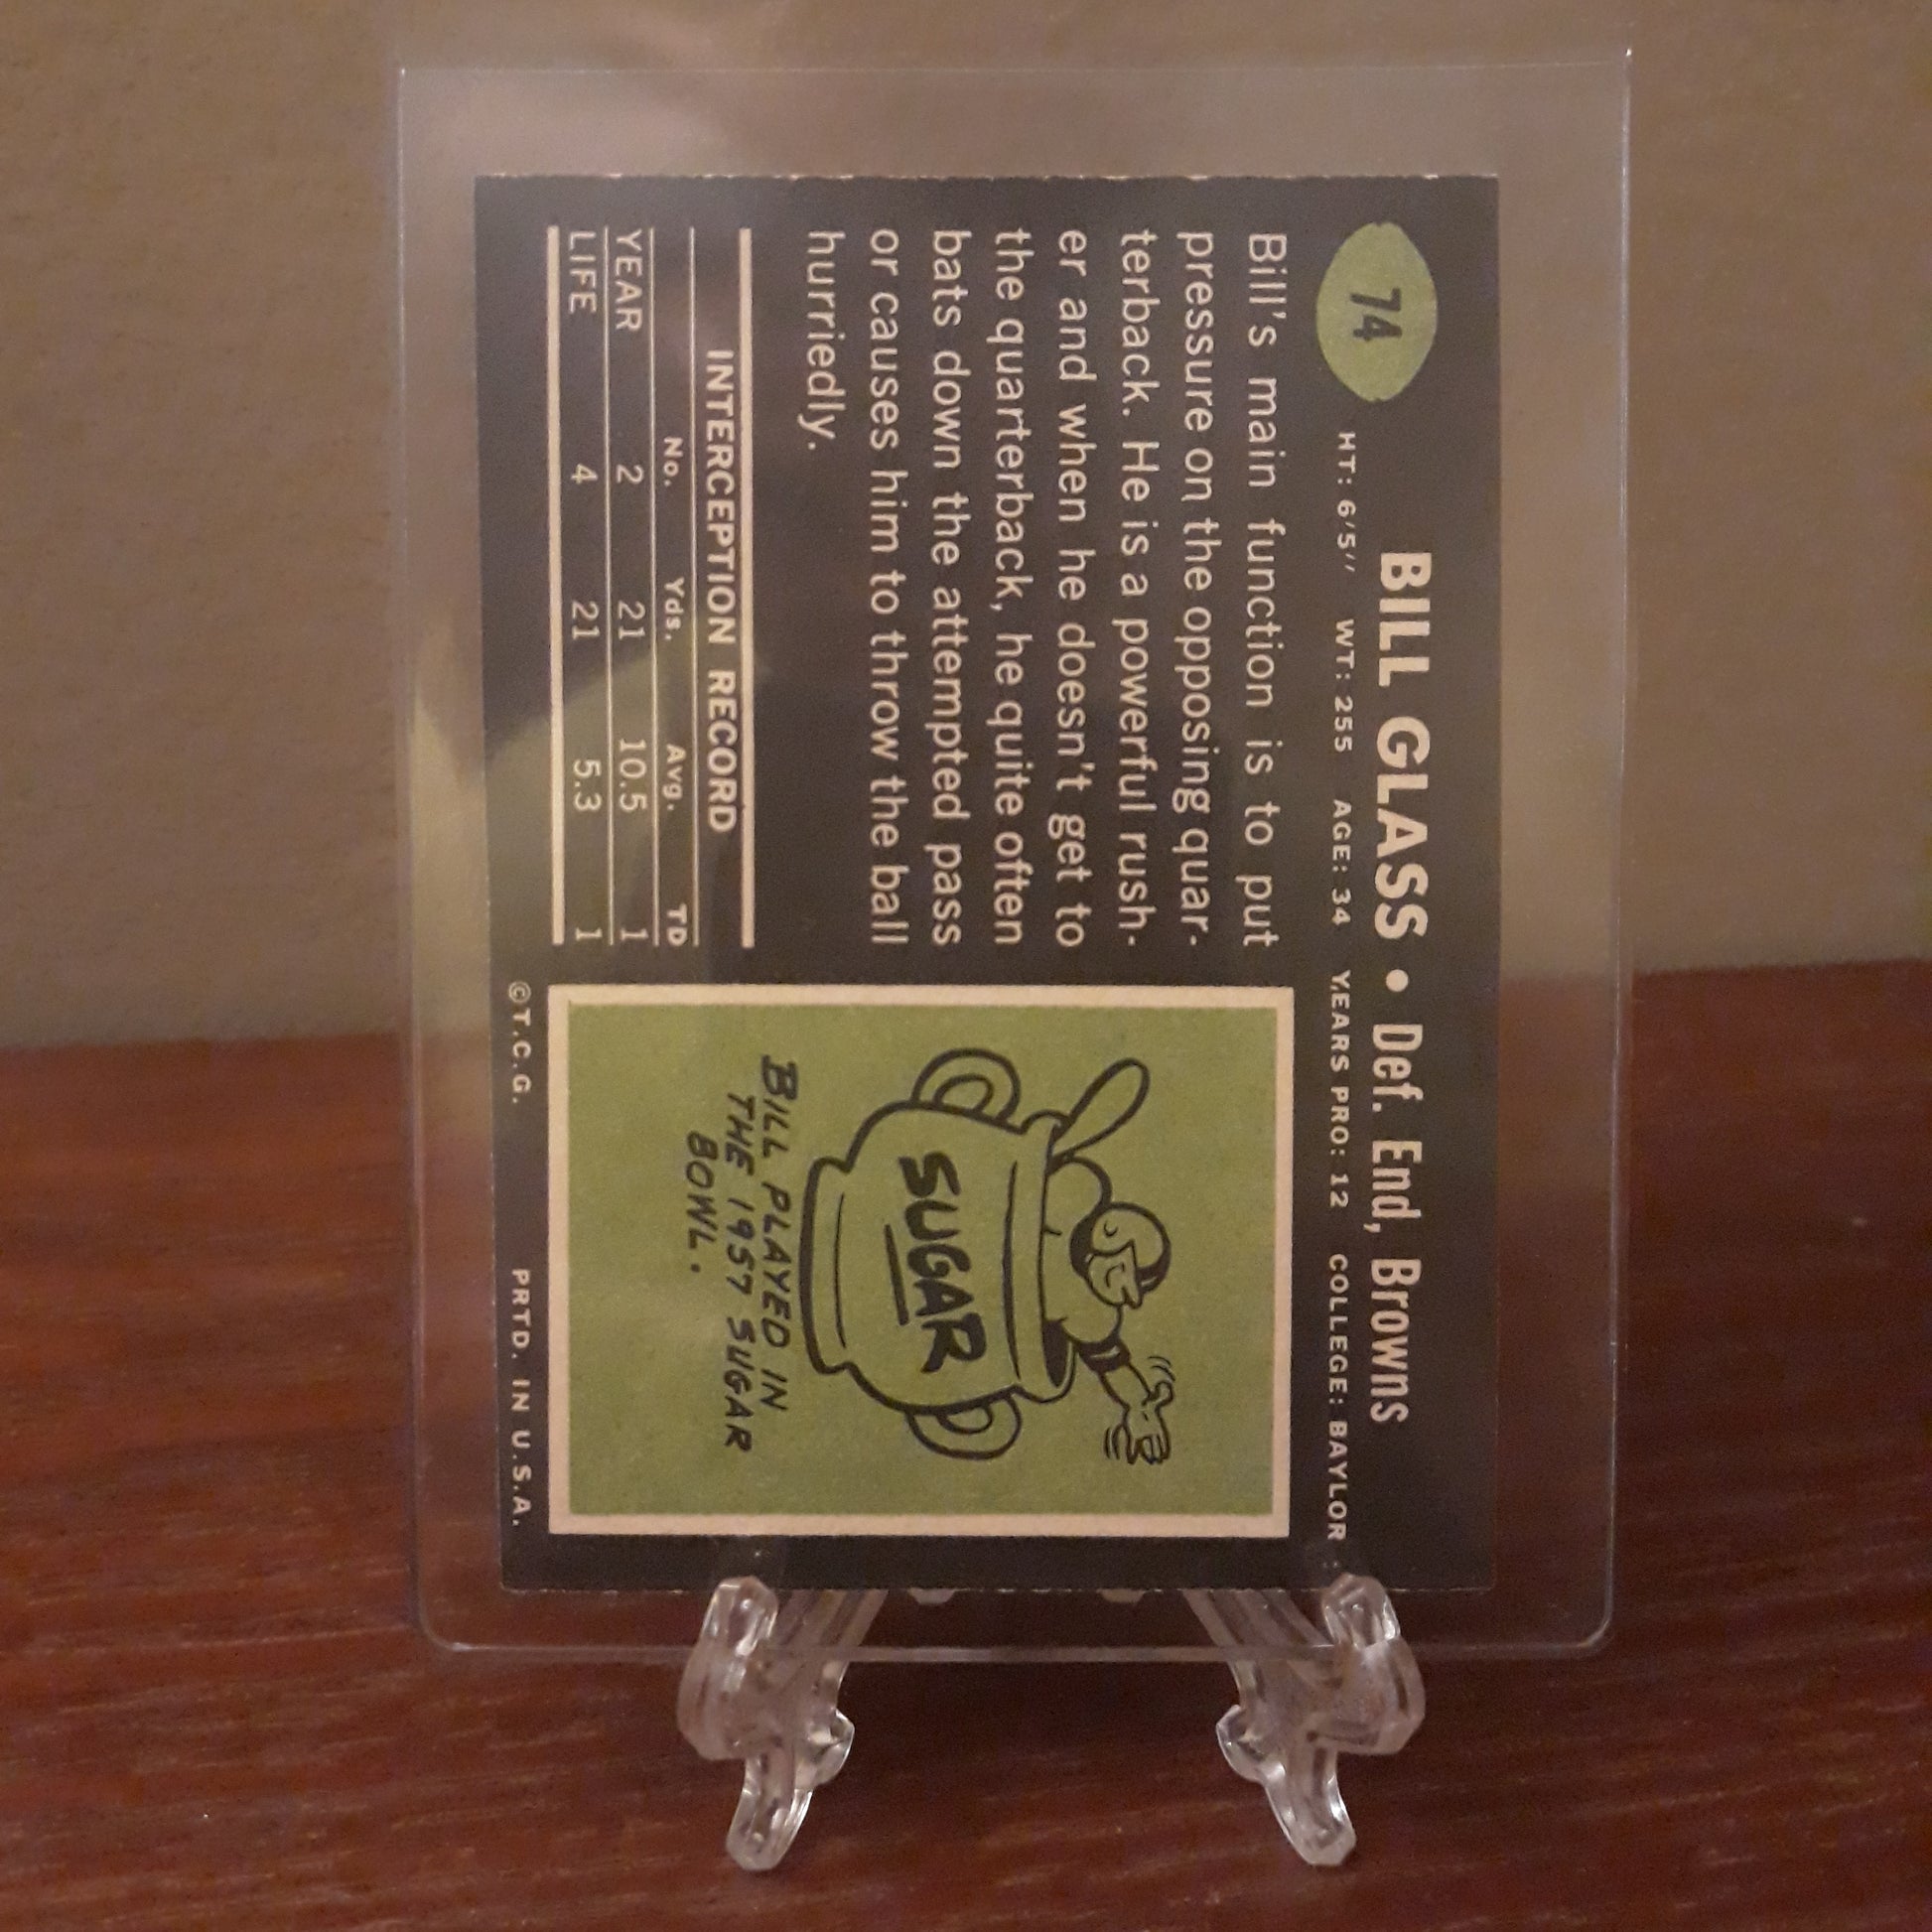 74
BILL GLASS • Def. End, Browns
HT: 6'5" WT: 255 AGE: 34 YEARS PRO: 12 COLLEGE: BAYLOR
Bill's main function is to put
pressure on the opposing quar-
terback. He is a powerful rush-
er and when he doesn't get to
the quarterback, he quite often
bats down the attempted pass
or causes him to throw the ball
hurriedly.
INTERCEPTION RECORD
No. Yds. Avg. TD
YEAR 2 21 10.5 1
LIFE 4 21 5.3 1
SUGAR
BILL PLAYED IN
THE 1957 SUGAR
BOWL.
©T.C.G. PRTD. IN U.S.A.